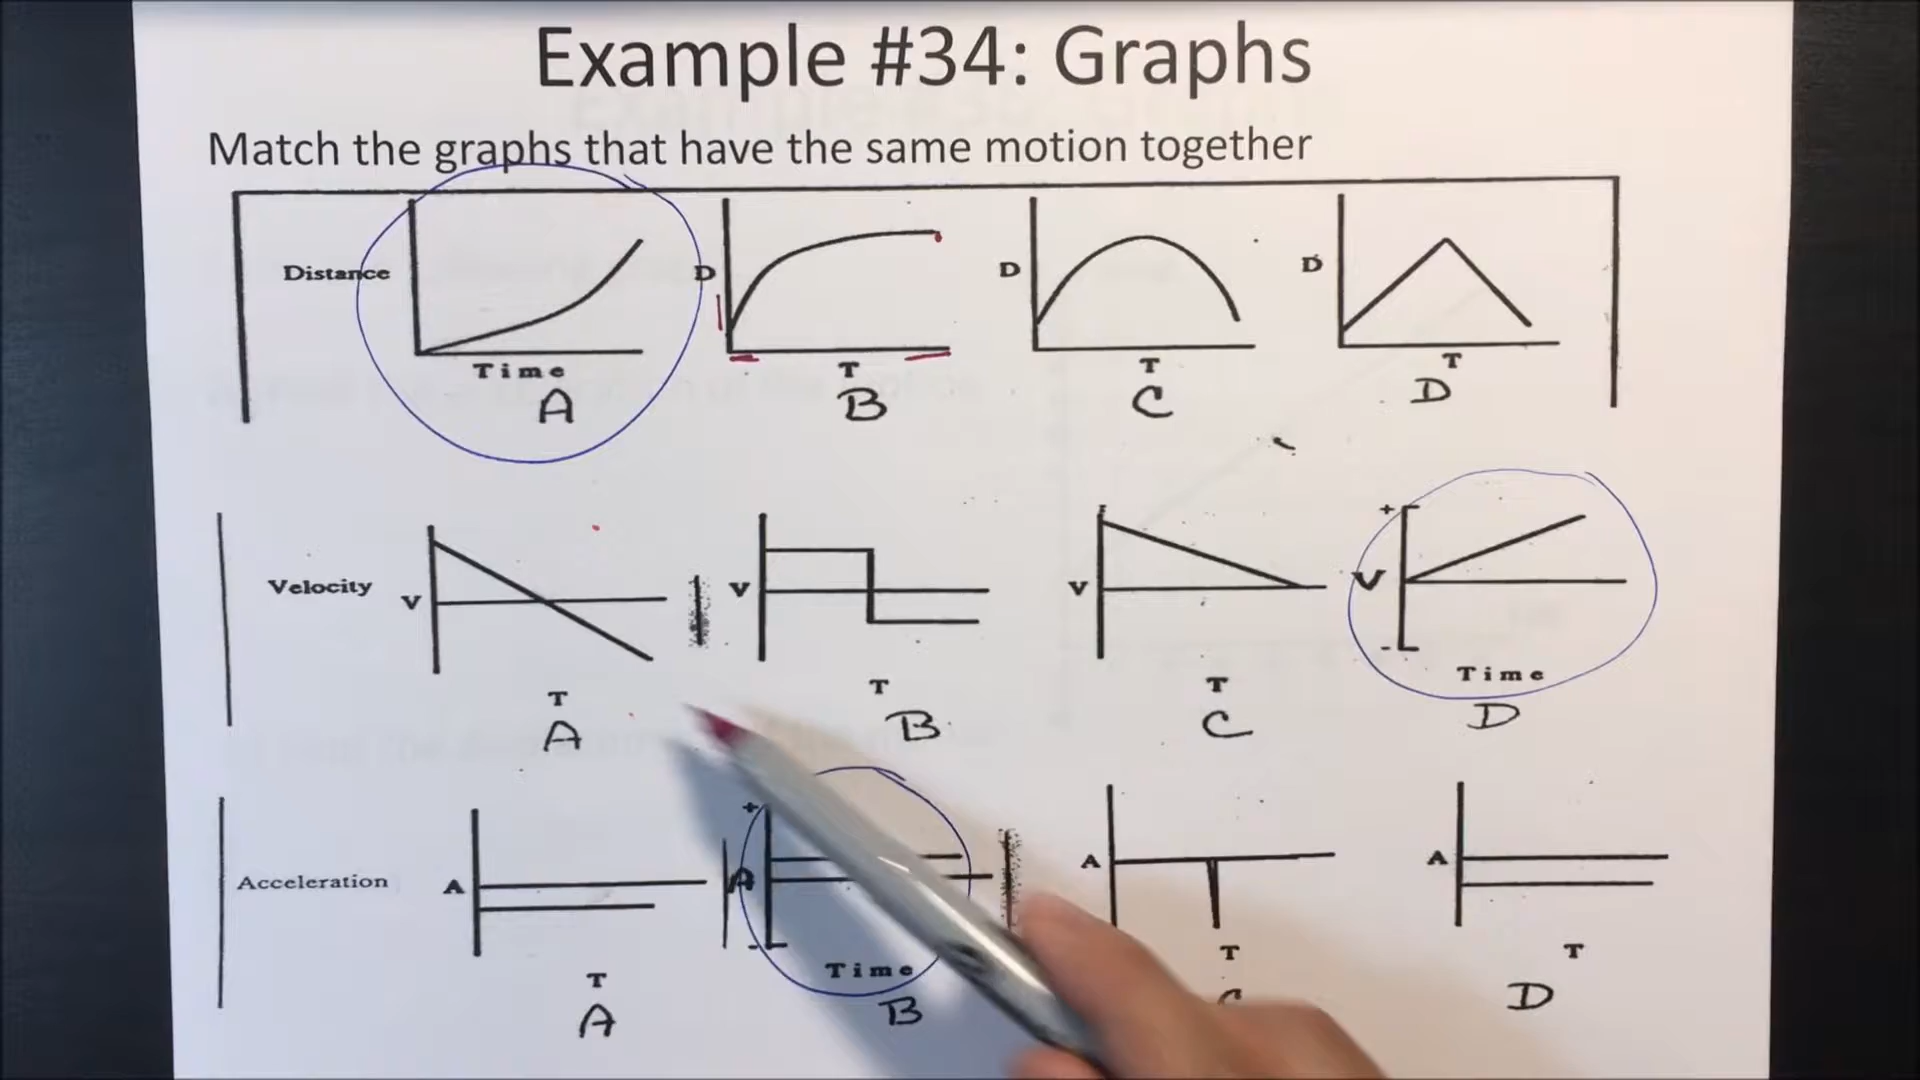 Example #34: Graphs
Match the graphs that have the same motion together
Distance D D D
Time T T T
A B C D
Velocity V V V V + -
T T T Time
A B C D
Acceleration A A A A + -
T Time T T
A B C D